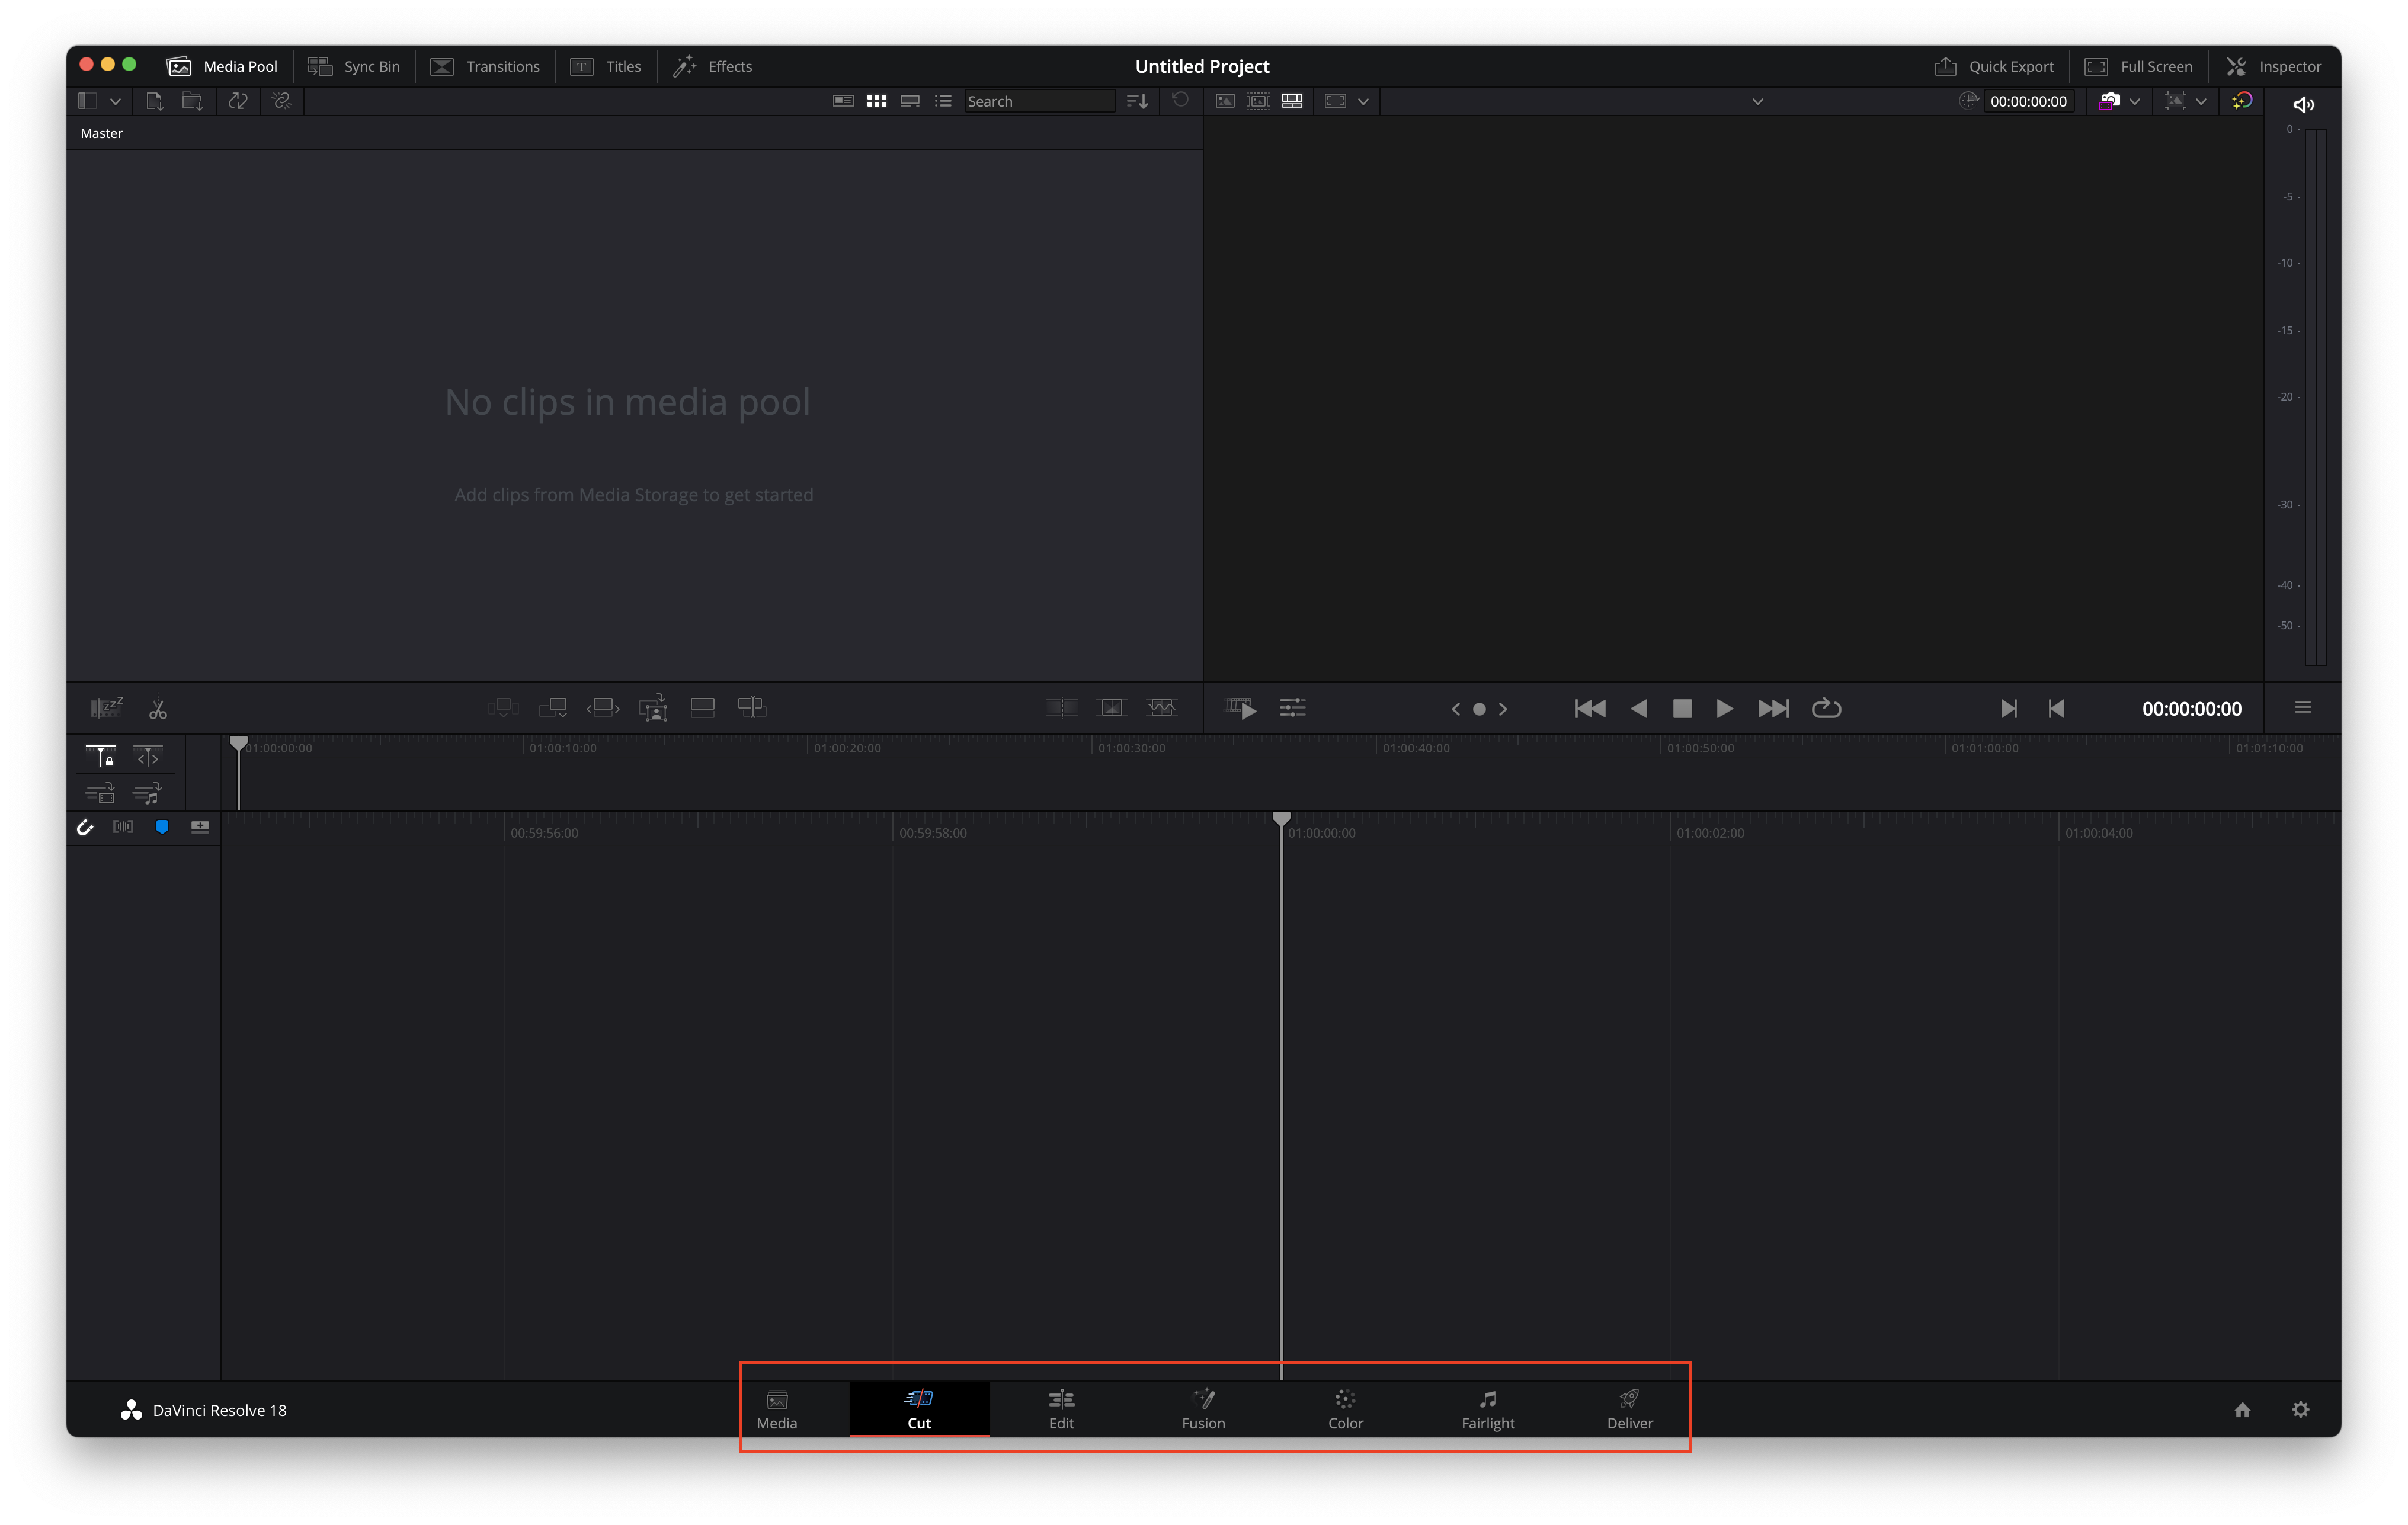 Media Pool Sync Bin Transitions T Titles Effects Untitled Project Quick Export Full Screen Inspector
Search 00:00:00:00
Master
0 -
-5 -
-10 -
-15 -
-20 -
-30 -
-40 -
-50 -
No clips in media pool
Add clips from Media Storage to get started
zzZ 00:00:00:00
01:00:00:00 01:00:10:00 01:00:20:00 01:00:30:00 01:00:40:00 01:00:50:00 01:01:00:00 01:01:10:00
00:59:56:00 00:59:58:00 01:00:00:00 01:00:02:00 01:00:04:00
DaVinci Resolve 18 Media Cut Edit Fusion Color Fairlight Deliver